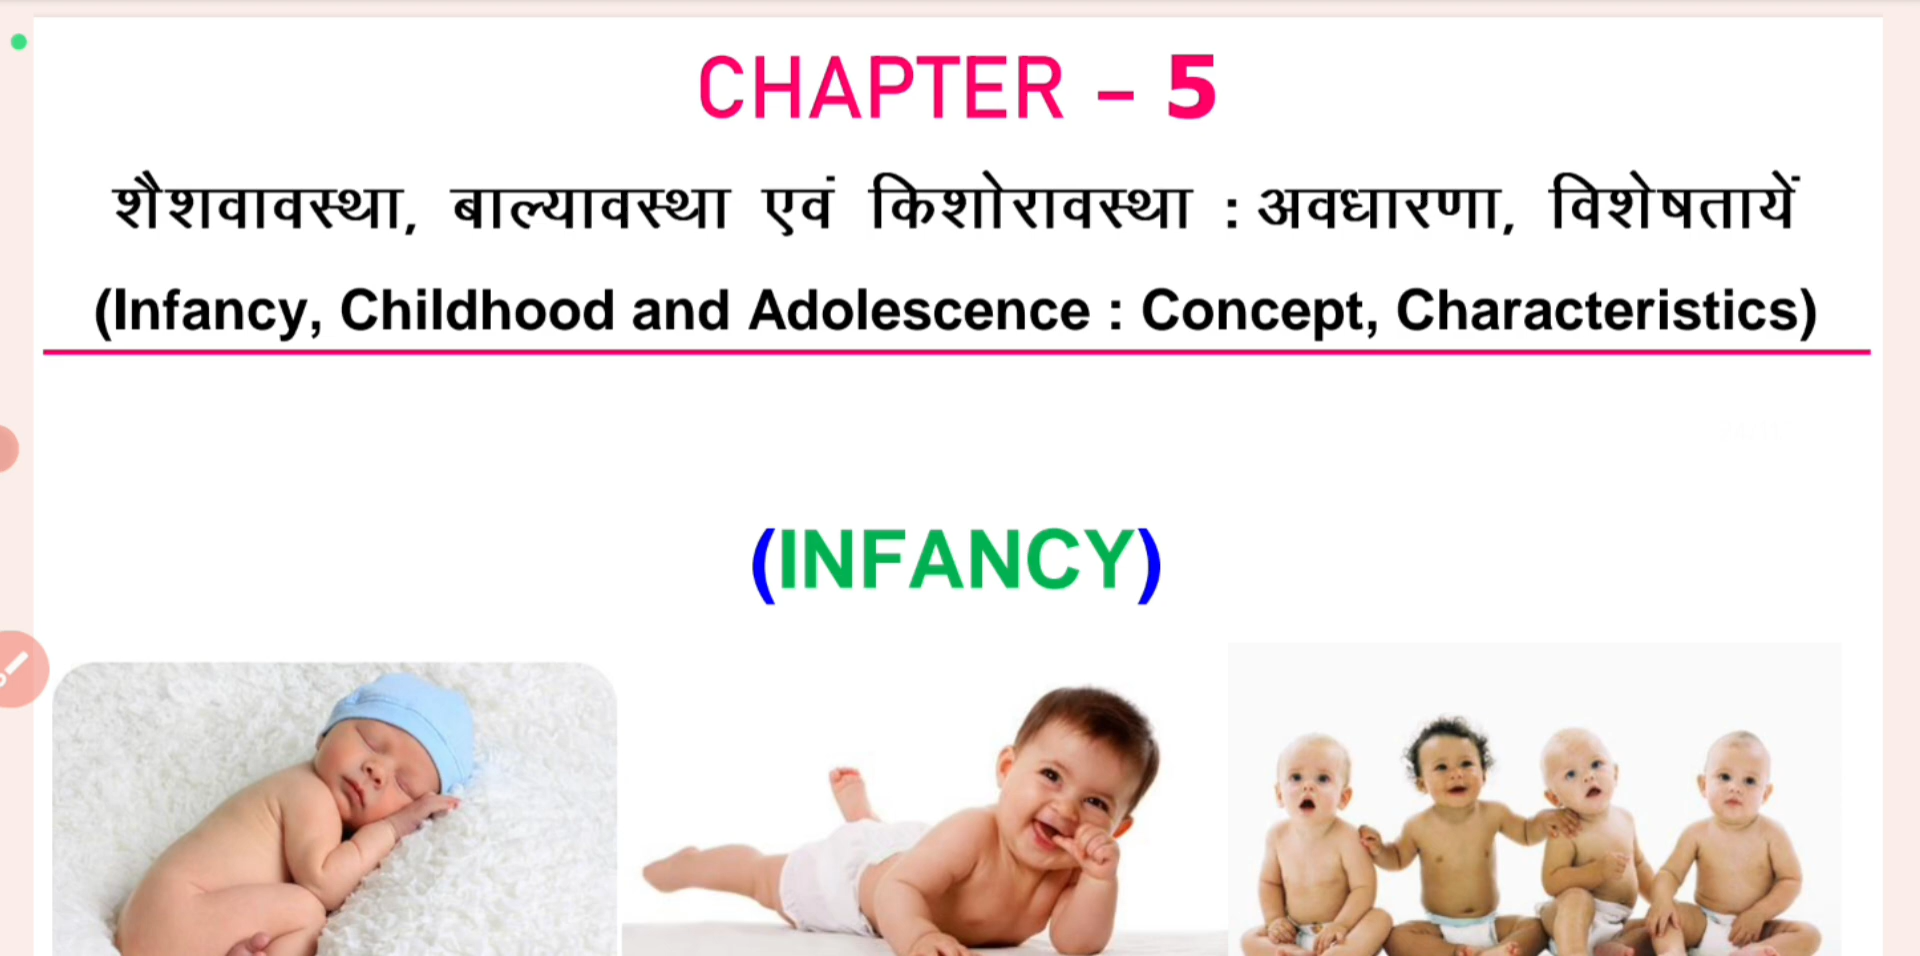 CHAPTER – 5
शैशवावस्था, बाल्यावस्था एवं किशोरावस्था : अवधारणा, विशेषतायें
(Infancy, Childhood and Adolescence : Concept, Characteristics)
(INFANCY)